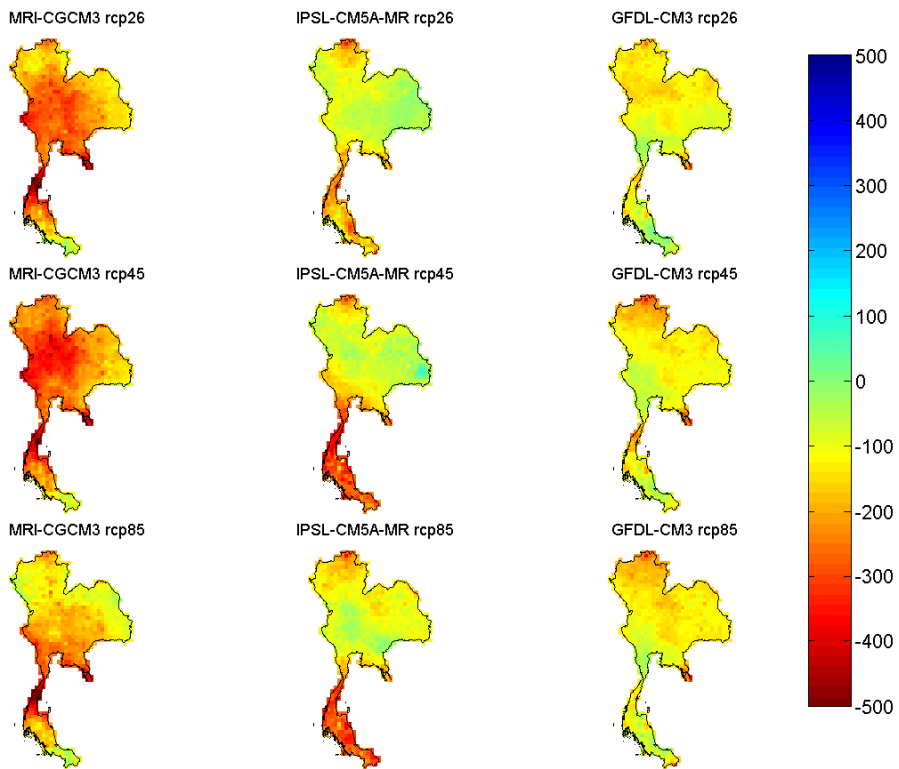 MRI-CGCM3 rcp26
IPSL-CM5A-MR rcp26
GFDL-CM3 rcp26
MRI-CGCM3 rcp45
IPSL-CM5A-MR rcp45
GFDL-CM3 rcp45
MRI-CGCM3 rcp85
IPSL-CM5A-MR rcp85
GFDL-CM3 rcp85
500
400
300
200
100
0
-100
-200
-300
-400
-500